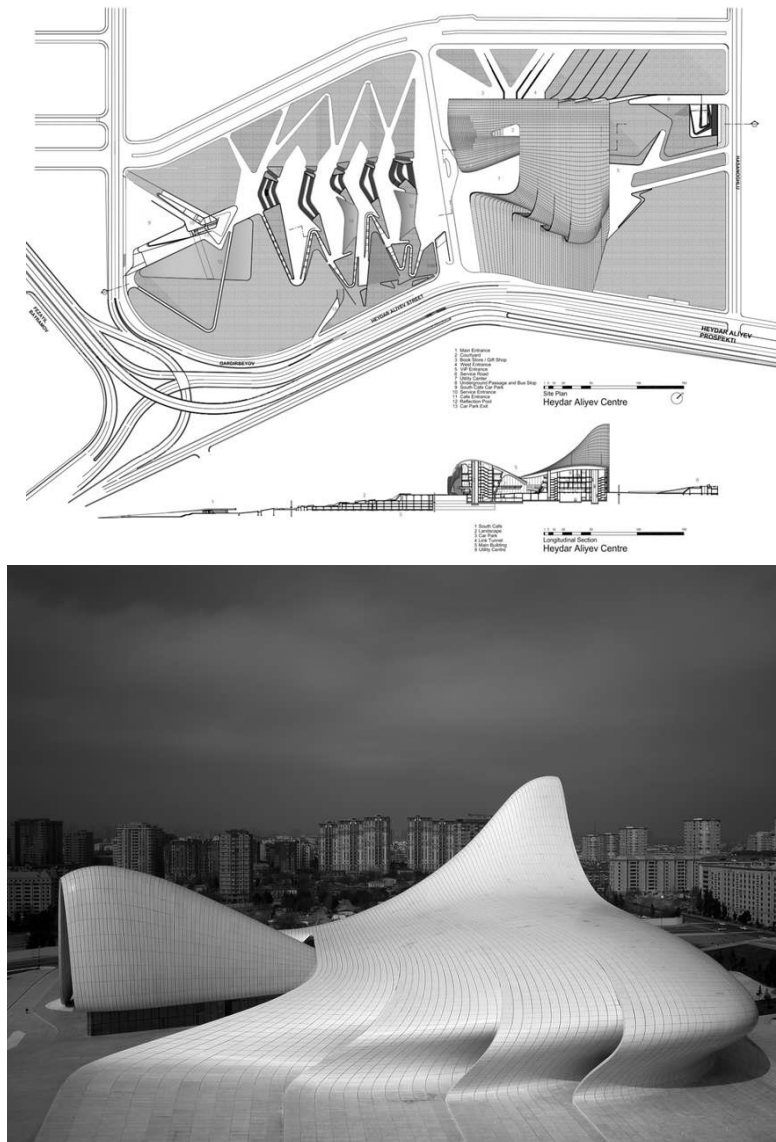 HASANOGHLU
FEZAYIL BAYRAMOV
GARDIRBEYOV
HEYDAR ALIYEV STREET
HEYDAR ALIYEV
PROSPEKTI
1 Main Entrance
2 Courtyard
3 Book Store / Gift Shop
4 West Entrance
5 VIP Entrance
6 Service Road
7 Utility Center
8 Underground Passage and Bus Stop
9 South Cafe Car Park
10 Service Entrance
11 Cafe Entrance
12 Reflection Pool
13 Car Park Exit
Site Plan
Heydar Aliyev Centre
1 South Cafe
2 Landscape
3 Car Park
4 Link Tunnel
5 Main Building
Utility Centre
Longitudinal Section
Heydar Aliyev Centre